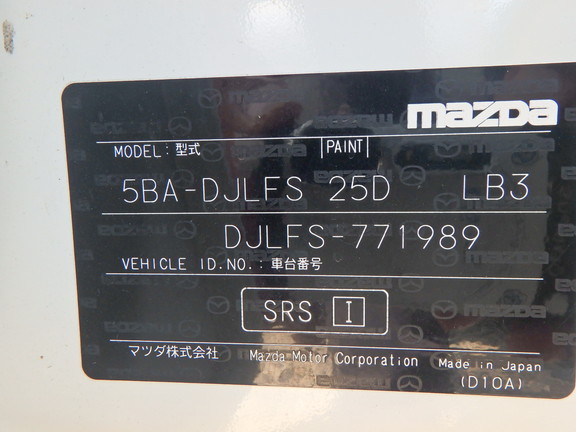 mazda
MODEL: 型式 |PAINT|
5BA-DJLFS 25D LB3
DJLFS-771989
VEHICLE ID.NO.: 車台番号
SRS I
マツダ株式会社 Mazda Motor Corporation Made in Japan
(D10A)